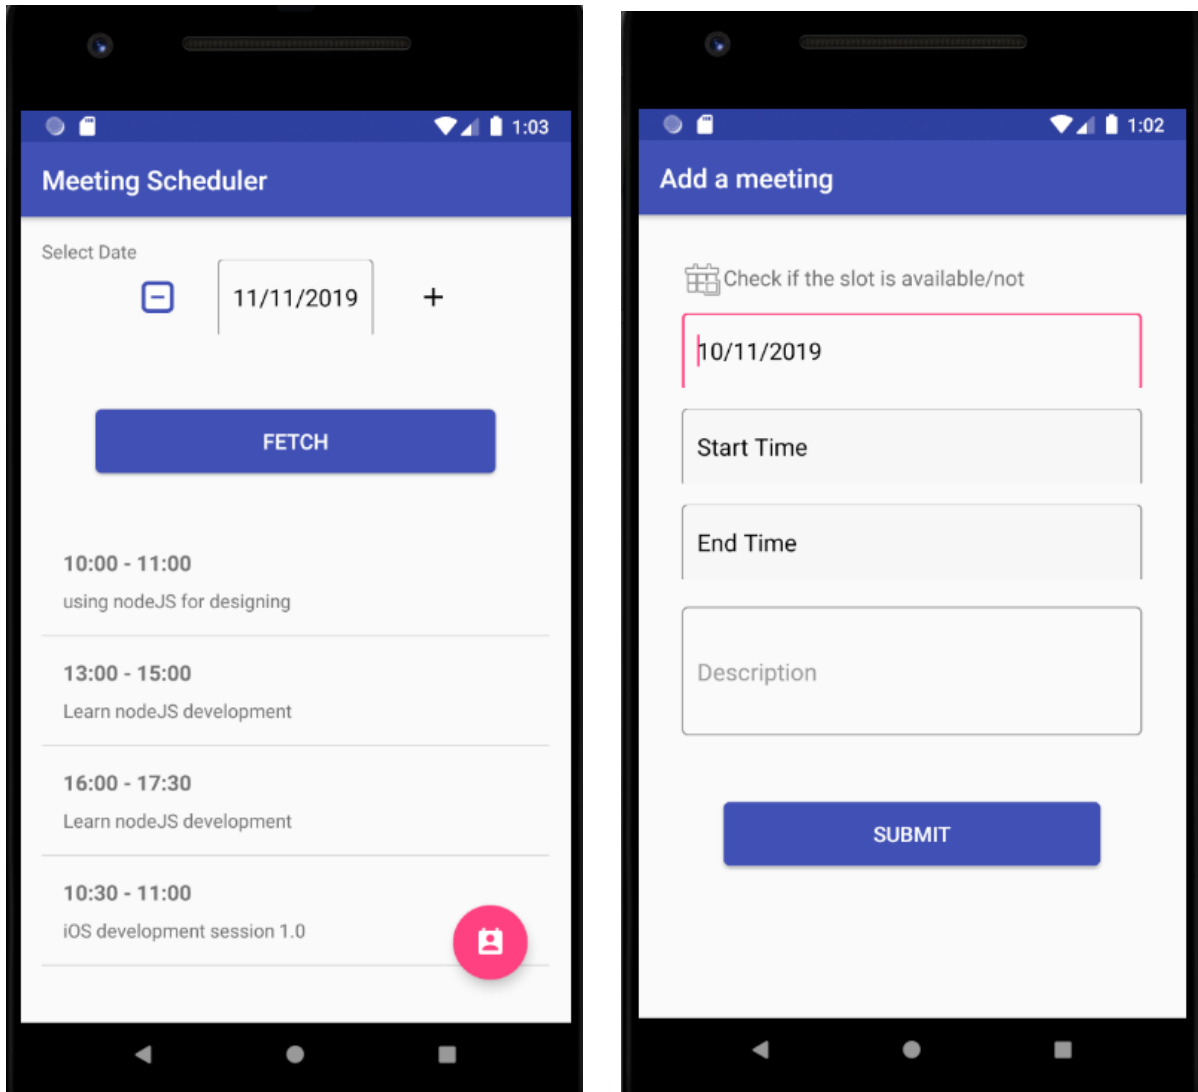 1:03
Meeting Scheduler
Select Date
11/11/2019
+
FETCH
10:00 - 11:00
using nodeJS for designing
13:00 - 15:00
Learn nodeJS development
16:00 - 17:30
Learn nodeJS development
10:30 - 11:00
iOS development session 1.0
1:02
Add a meeting
Check if the slot is available/not
10/11/2019
Start Time
End Time
Description
SUBMIT